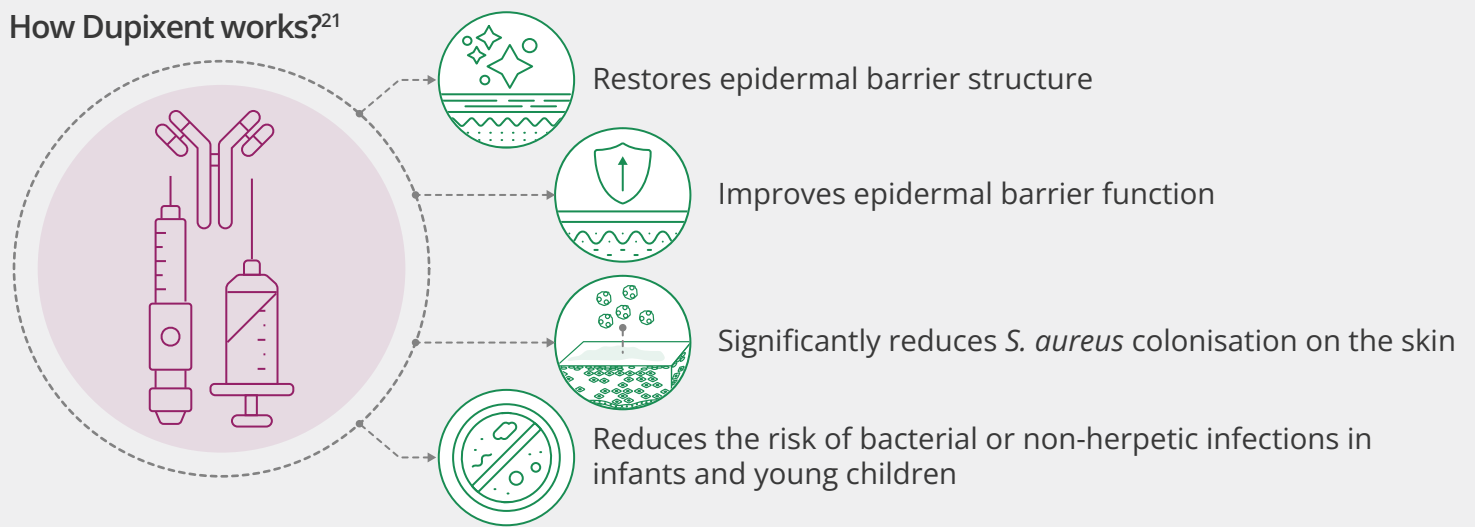 How Dupixent works?²¹
Restores epidermal barrier structure
Improves epidermal barrier function
Significantly reduces S. aureus colonisation on the skin
Reduces the risk of bacterial or non-herpetic infections in
infants and young children